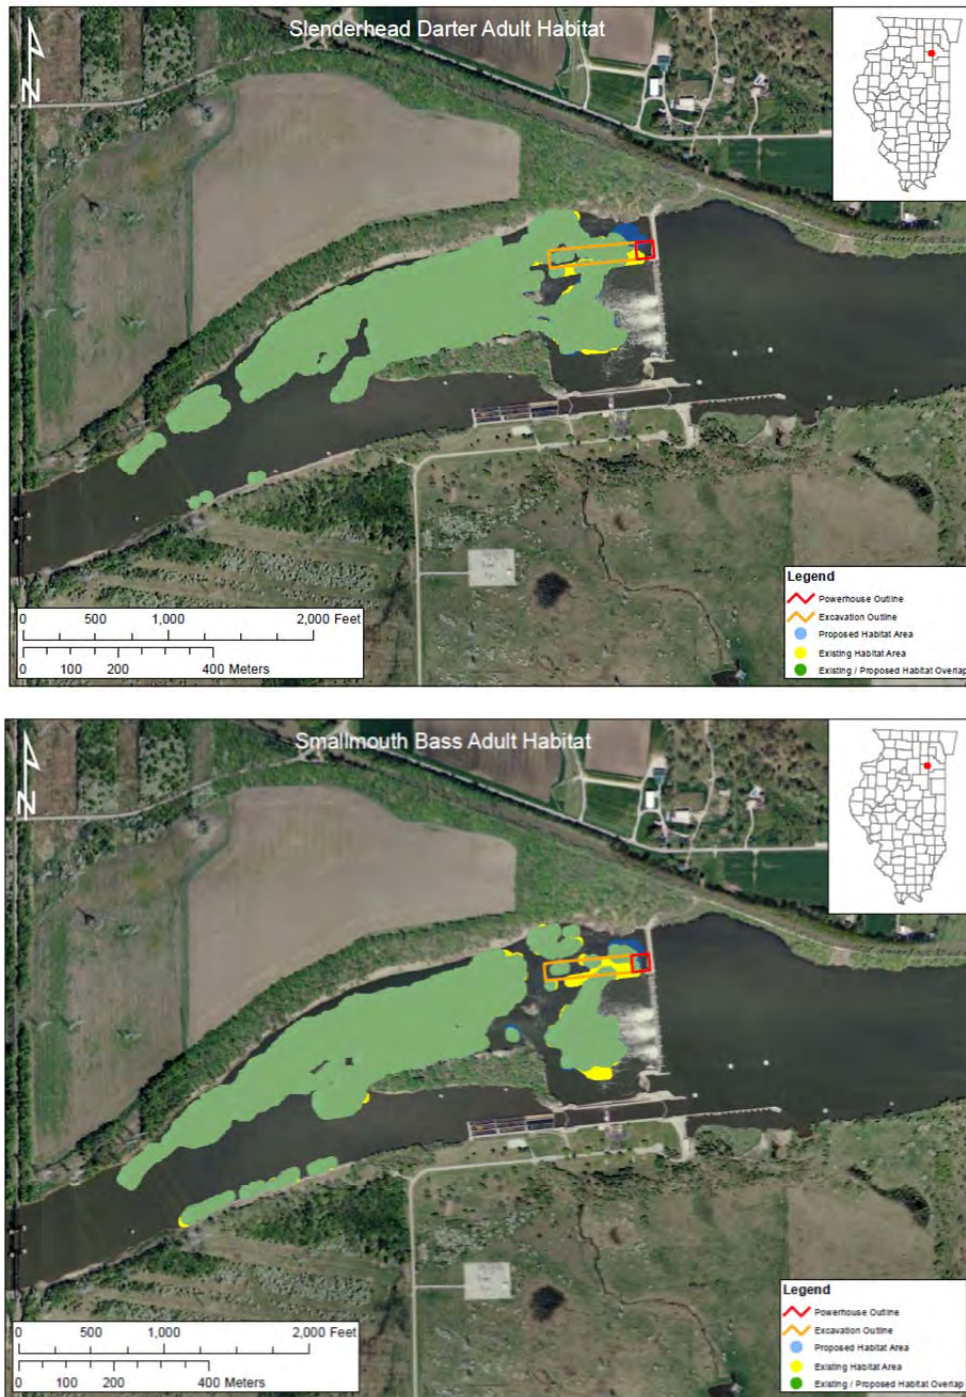 Slenderhead Darter Adult Habitat
N
Legend
Powerhouse Outline
Excavation Outline
Proposed Habitat Area
Existing Habitat Area
Existing / Proposed Habitat Overlap
0 500 1,000 2,000 Feet
0 100 200 400 Meters
Smallmouth Bass Adult Habitat
N
Legend
Powerhouse Outline
Excavation Outline
Proposed Habitat Area
Existing Habitat Area
Existing / Proposed Habitat Overlap
0 500 1,000 2,000 Feet
0 100 200 400 Meters